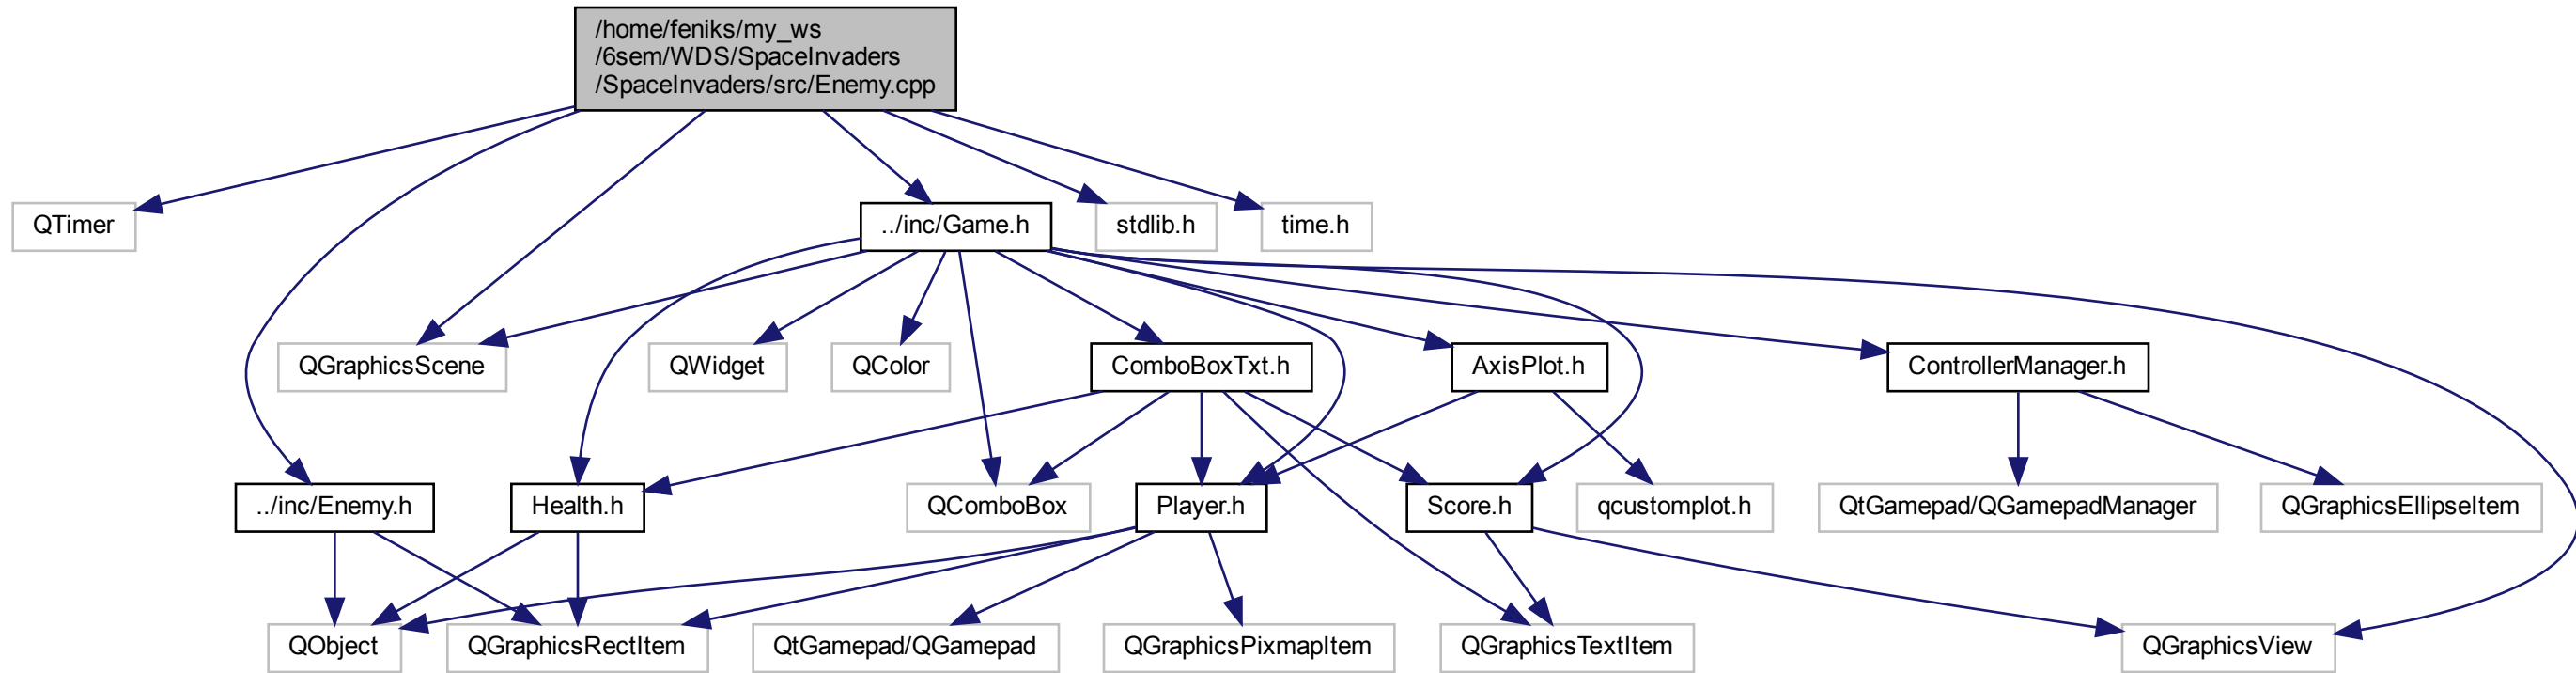 /home/feniks/my_ws
/6sem/WDS/SpaceInvaders
/SpaceInvaders/src/Enemy.cpp
QTimer
../inc/Game.h
stdlib.h
time.h
QGraphicsScene
QWidget
QColor
ComboBoxTxt.h
AxisPlot.h
ControllerManager.h
../inc/Enemy.h
Health.h
QComboBox
Player.h
Score.h
qcustomplot.h
QtGamepad/QGamepadManager
QGraphicsEllipseItem
QObject
QGraphicsRectItem
QtGamepad/QGamepad
QGraphicsPixmapItem
QGraphicsTextItem
QGraphicsView